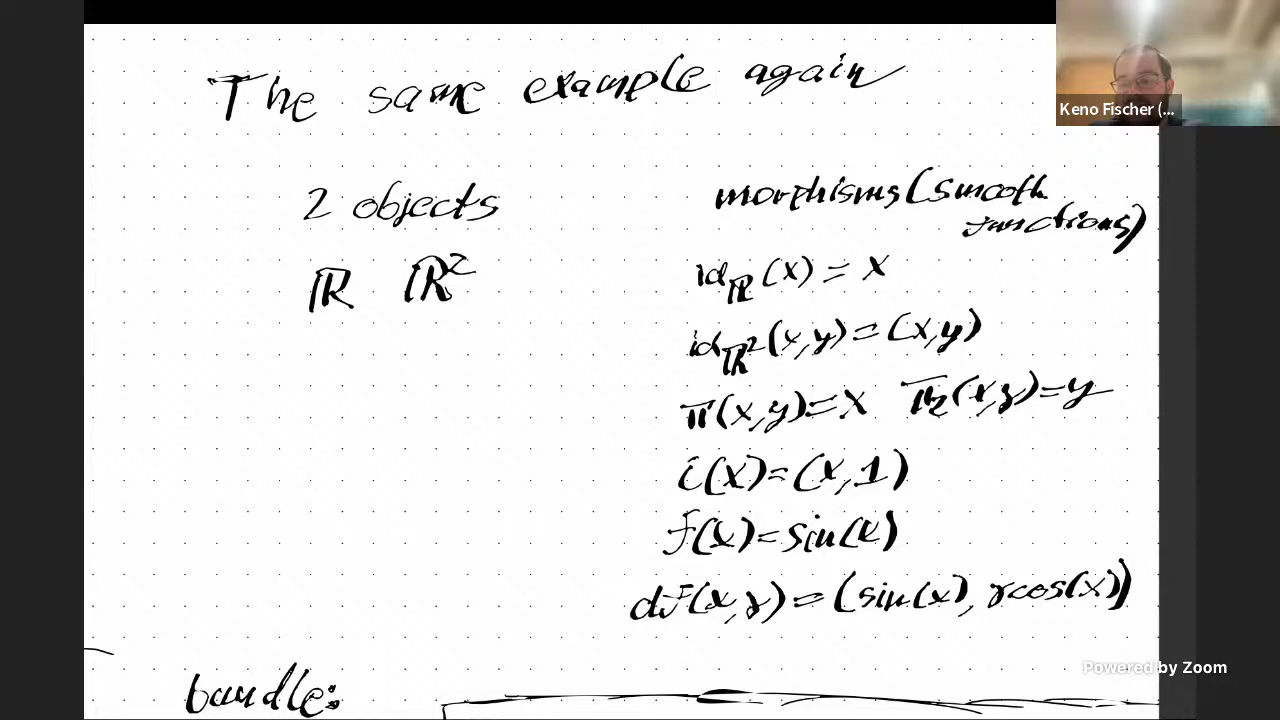 The same example again
2 objects
ℝ ℝ²
morphisms (smooth
functions)
id_ℝ(x) = x
id_ℝ²(x,y) = (x,y)
π(x,y) = x π₂(x,y) = y
i(x) = (x,1)
f(x) = sin(x)
df(x,y) = (sin(x), y cos(x))
bundle:
Keno Fischer (...
Powered by Zoom